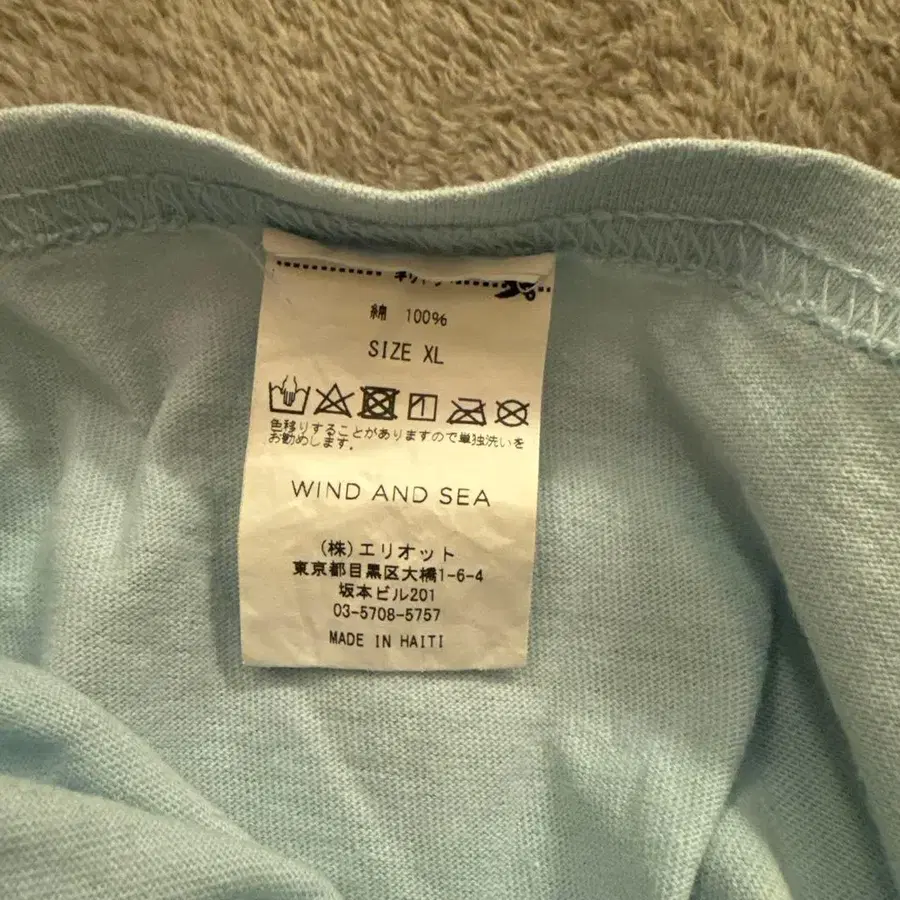 綿 100%
SIZE XL
色移りすることがありますので単独洗いを
お勧めします。
WIND AND SEA
(株)エリオット
東京都目黒区大橋1-6-4
坂本ビル201
03-5708-5757
MADE IN HAITI